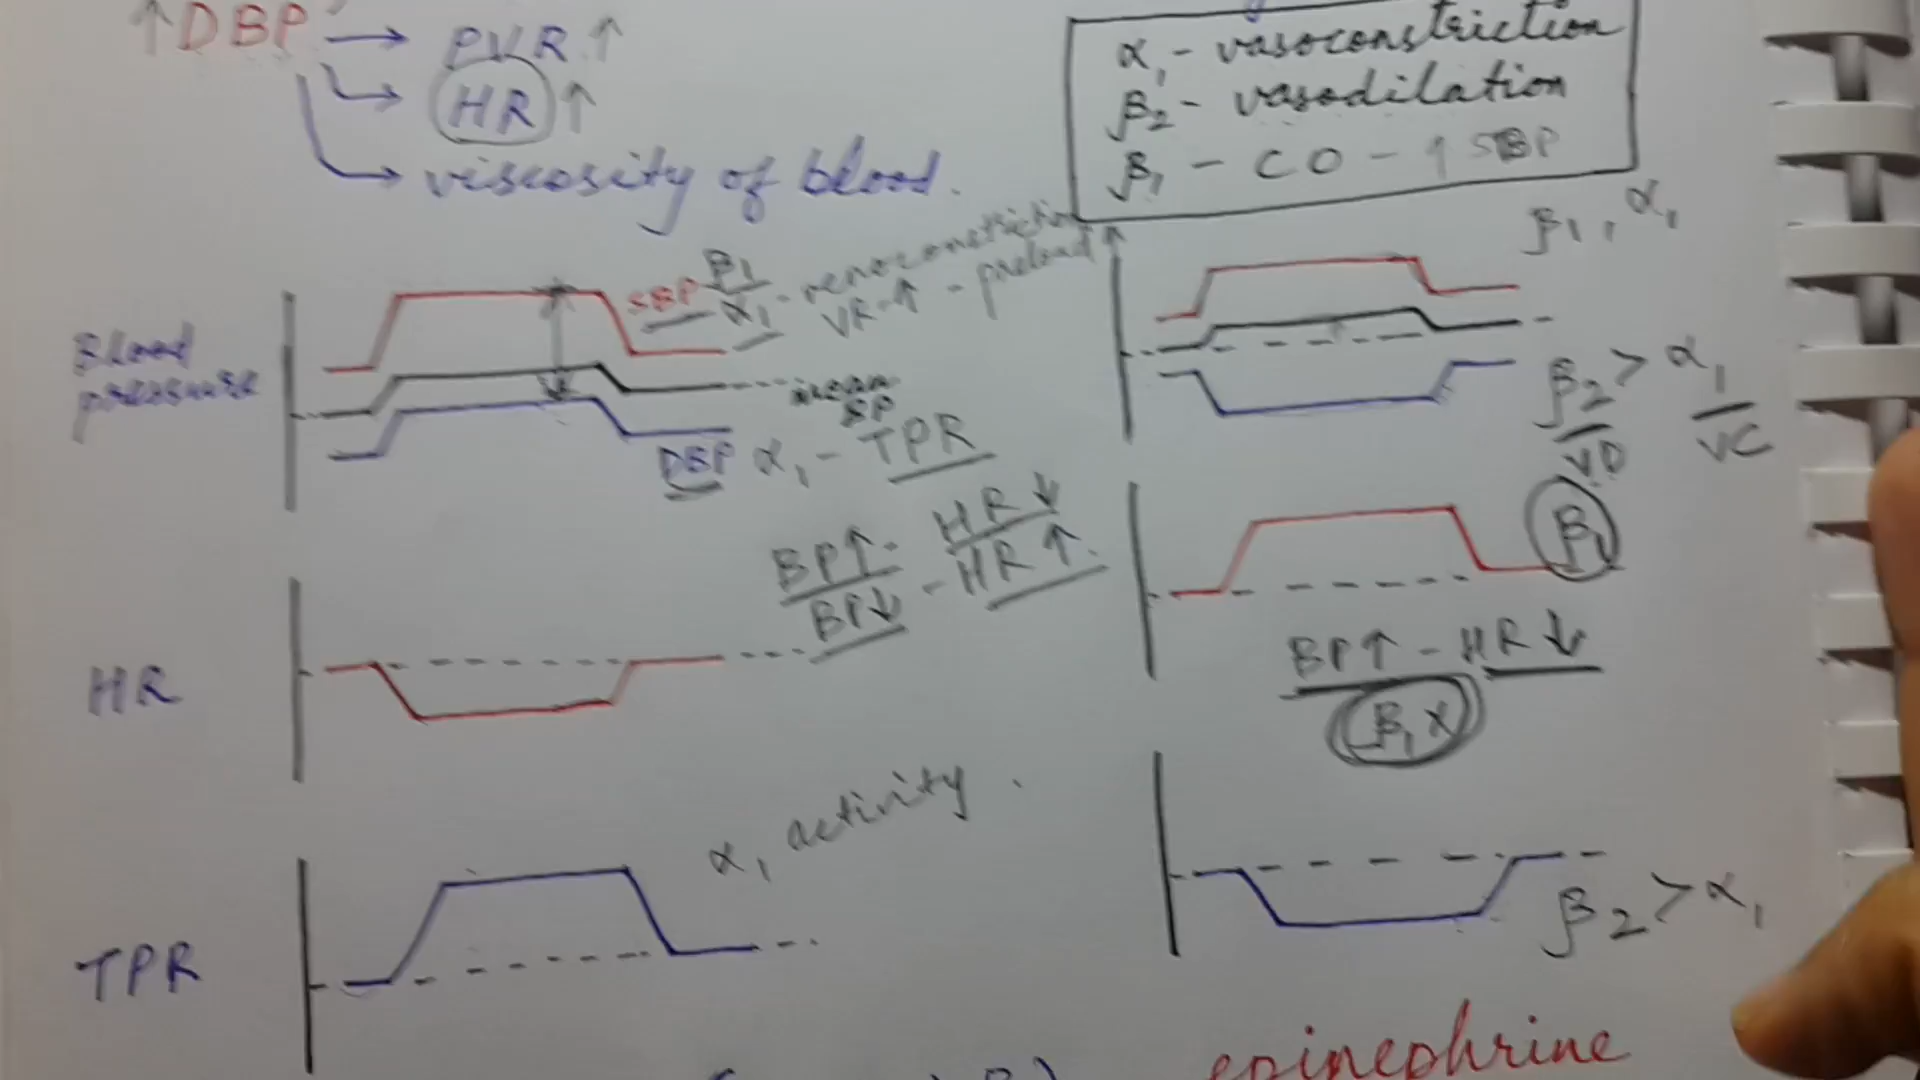 ↑DBP → PVR ↑
→ HR ↑
→ viscosity of blood.
α₁ - vasoconstriction
β₂ - vasodilation
β₁ - CO - ↑ SBP
Blood
pressure
SBP β₁
α₁ - venoconstriction
VR-↑ - preload
mean
BP
DBP α₁ - TPR
β₁, α₁
β₂ > α₁
VD VC
HR
BP↑ - HR↓
BP↓ - HR↑
β₁
BP↑ - HR↓
β₁ X
TPR
α₁ activity.
β₂ > α₁
epinephrine